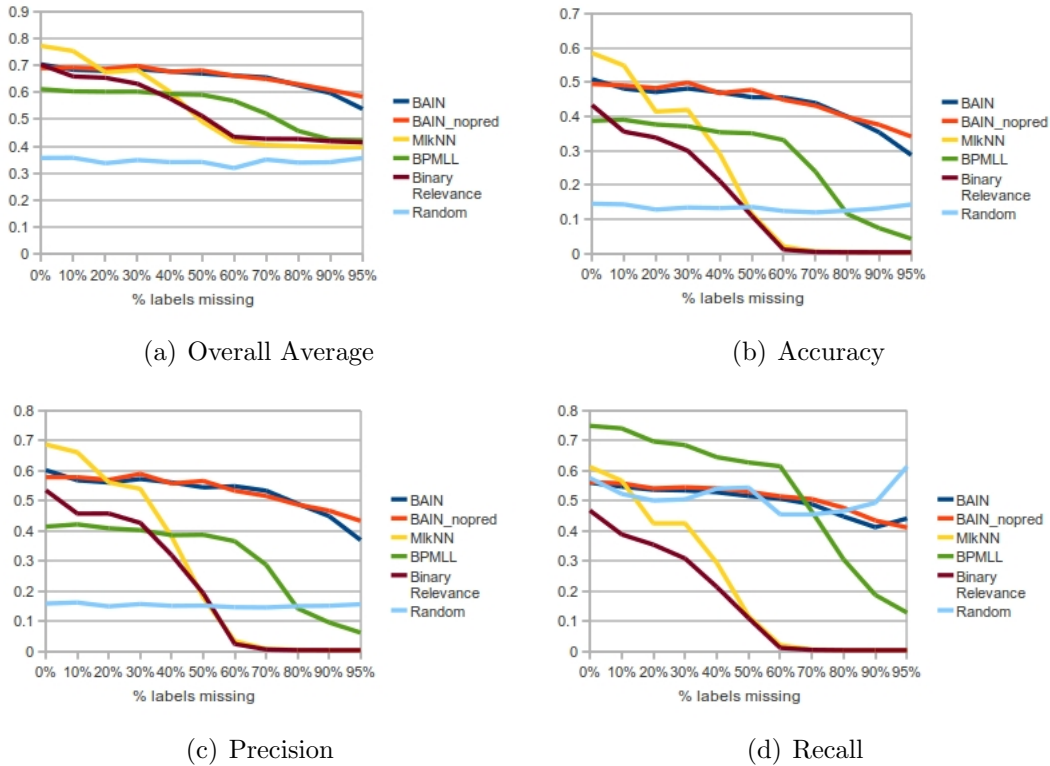 0.9
0.8
0.7
0.6
0.5
0.4
0.3
0.2
0.1
0
0% 10% 20% 30% 40% 50% 60% 70% 80% 90% 95%
% labels missing
BAIN
BAIN_nopred
MlkNN
BPMLL
Binary
Relevance
Random
(a) Overall Average
0.7
0.6
0.5
0.4
0.3
0.2
0.1
0
0% 10% 20% 30% 40% 50% 60% 70% 80% 90% 95%
% labels missing
BAIN
BAIN_nopred
MlkNN
BPMLL
Binary
Relevance
Random
(b) Accuracy
0.8
0.7
0.6
0.5
0.4
0.3
0.2
0.1
0
0% 10% 20% 30% 40% 50% 60% 70% 80% 90% 95%
% labels missing
BAIN
BAIN_nopred
MlkNN
BPMLL
Binary
Relevance
Random
(c) Precision
0.8
0.7
0.6
0.5
0.4
0.3
0.2
0.1
0
0% 10% 20% 30% 40% 50% 60% 70% 80% 90% 95%
% labels missing
BAIN
BAIN_nopred
MlkNN
BPMLL
Binary
Relevance
Random
(d) Recall